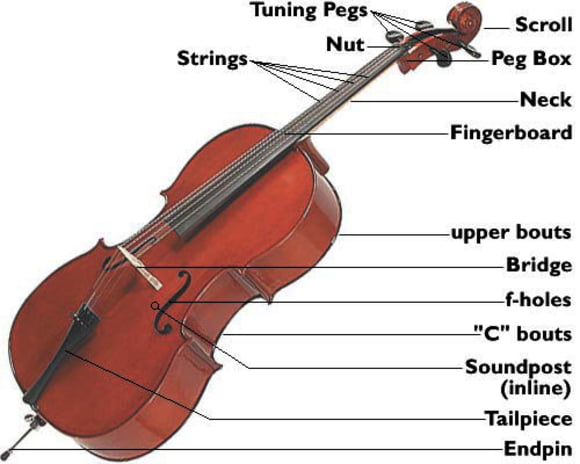 Tuning Pegs
Scroll
Nut
Strings
Peg Box
Neck
Fingerboard
upper bouts
Bridge
f-holes
"C" bouts
Soundpost
(inline)
Tailpiece
Endpin